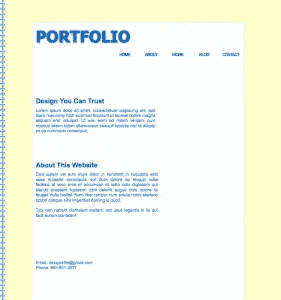 PORTFOLIO
HOME ABOUT WORK BLOG CONTACT
Design You Can Trust
Lorem ipsum dolor sit amet, consectetuer adipiscing elit, sed
diam nonummy nibh euismod tincidunt ut laoreet dolore magna
aliquam erat volutpat. Ut wisi enim ad minim veniam, quis
nostrud exerci tation ullamcorper suscipit lobortis nisl ut aliquip
ex ea commodo consequat.
About This Website
Duis autem vel eum iriure dolor in hendrerit in vulputate velit
esse molestie consequat, vel illum dolore eu feugiat nulla
facilisis at vero eros et accumsan et iusto odio dignissim qui
blandit praesent luptatum zzril delenit augue duis dolore te
feugait nulla facilisi. Nam liber tempor cum soluta nobis eleifend
option congue nihil imperdiet doming id quod.
Typi non habent claritatem insitam; est usus legentis in iis qui
facit eorum claritatem
Email:
Phone: